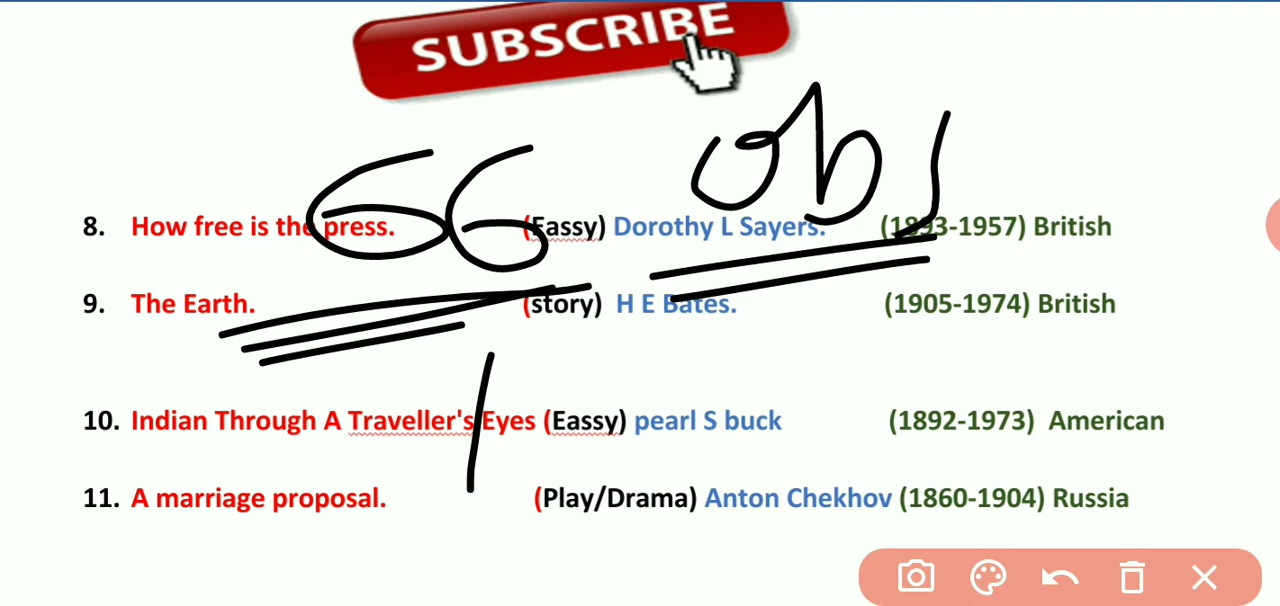 SUBSCRIBE
66 obj
8. How free is the press. (Eassy) Dorothy L Sayers. (1893-1957) British
9. The Earth. (story) H E Bates. (1905-1974) British
10. Indian Through A Traveller's Eyes (Eassy) pearl S buck (1892-1973) American
11. A marriage proposal. (Play/Drama) Anton Chekhov (1860-1904) Russia